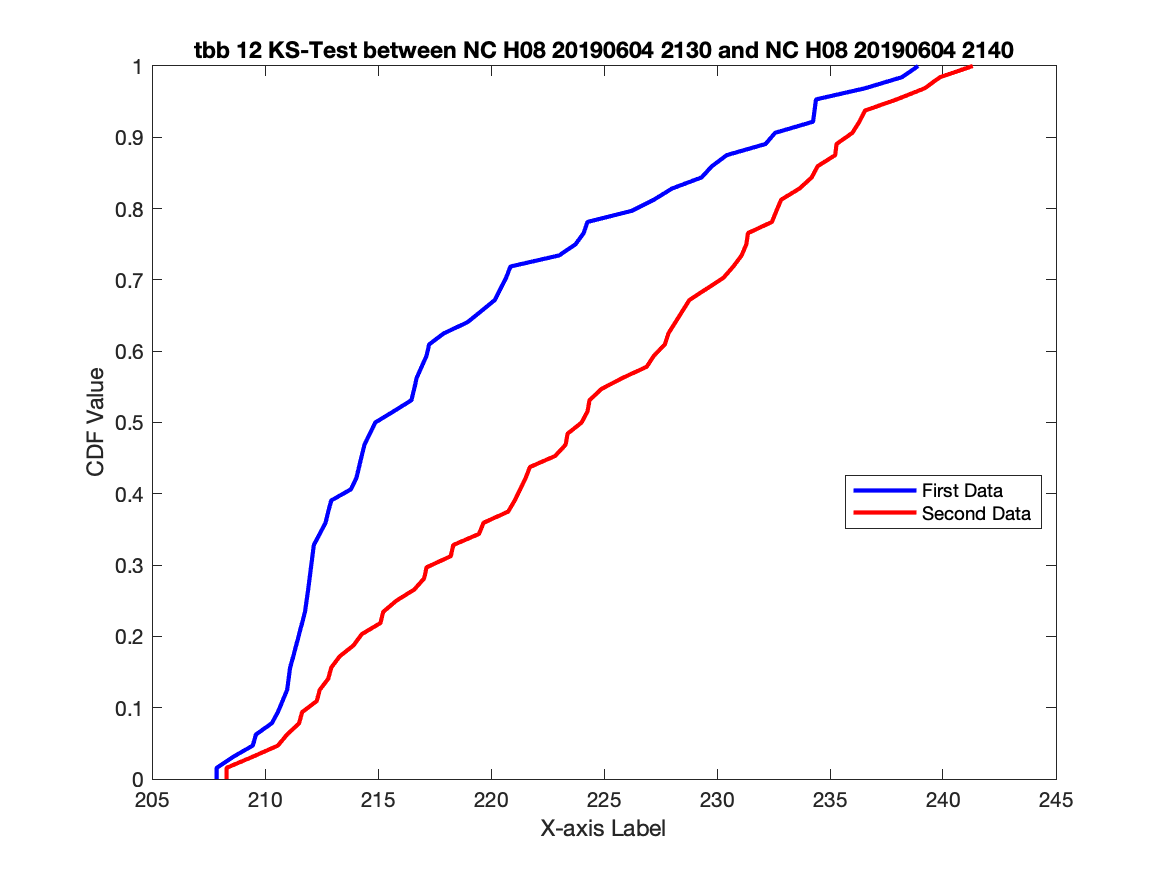 tbb 12 KS-Test between NC H08 20190604 2130 and NC H08 20190604 2140
1
0.9
0.8
0.7
0.6
0.5
0.4
0.3
0.2
0.1
0
CDF Value
First Data
Second Data
205 210 215 220 225 230 235 240 245
X-axis Label